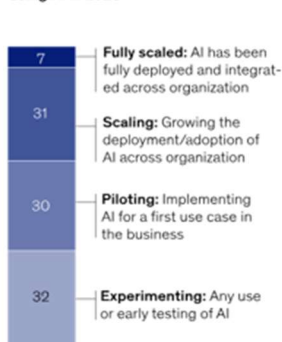 7
Fully scaled: AI has been
fully deployed and integrat-
ed across organization
31
Scaling: Growing the
deployment/adoption of
AI across organization
30
Piloting: Implementing
AI for a first use case in
the business
32
Experimenting: Any use
or early testing of AI